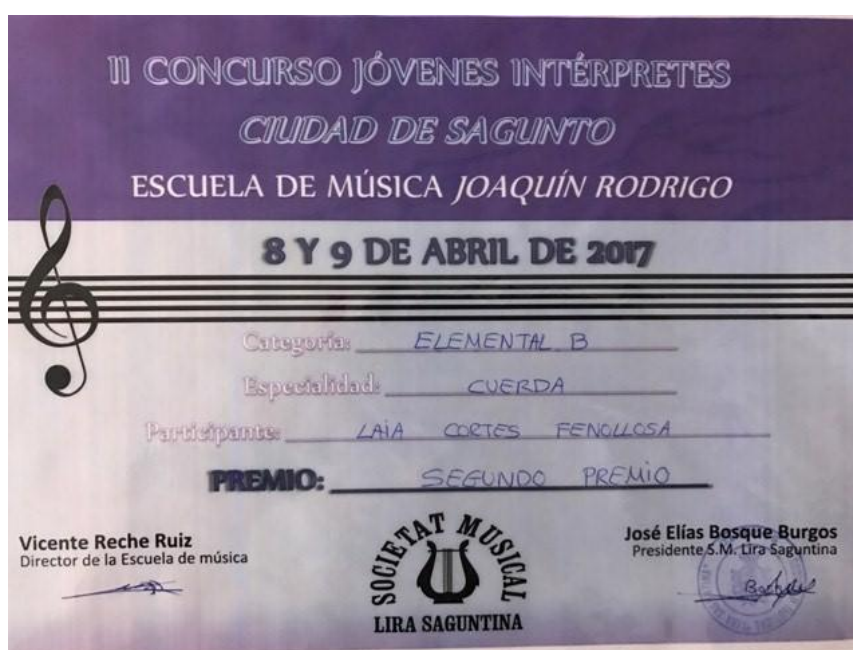 II CONCURSO JÓVENES INTÉRPRETES
CIUDAD DE SAGUNTO
ESCUELA DE MÚSICA JOAQUÍN RODRIGO
8 Y 9 DE ABRIL DE 2017
Categoría: ELEMENTAL B
Especialidad: CUERDA
Participante: LAIA CORTES FENOLLOSA
PREMIO: SEGUNDO PREMIO
Vicente Reche Ruiz
Director de la Escuela de música
SOCIETAT MUSICAL
LIRA SAGUNTINA
José Elías Bosque Burgos
Presidente S.M. Lira Saguntina